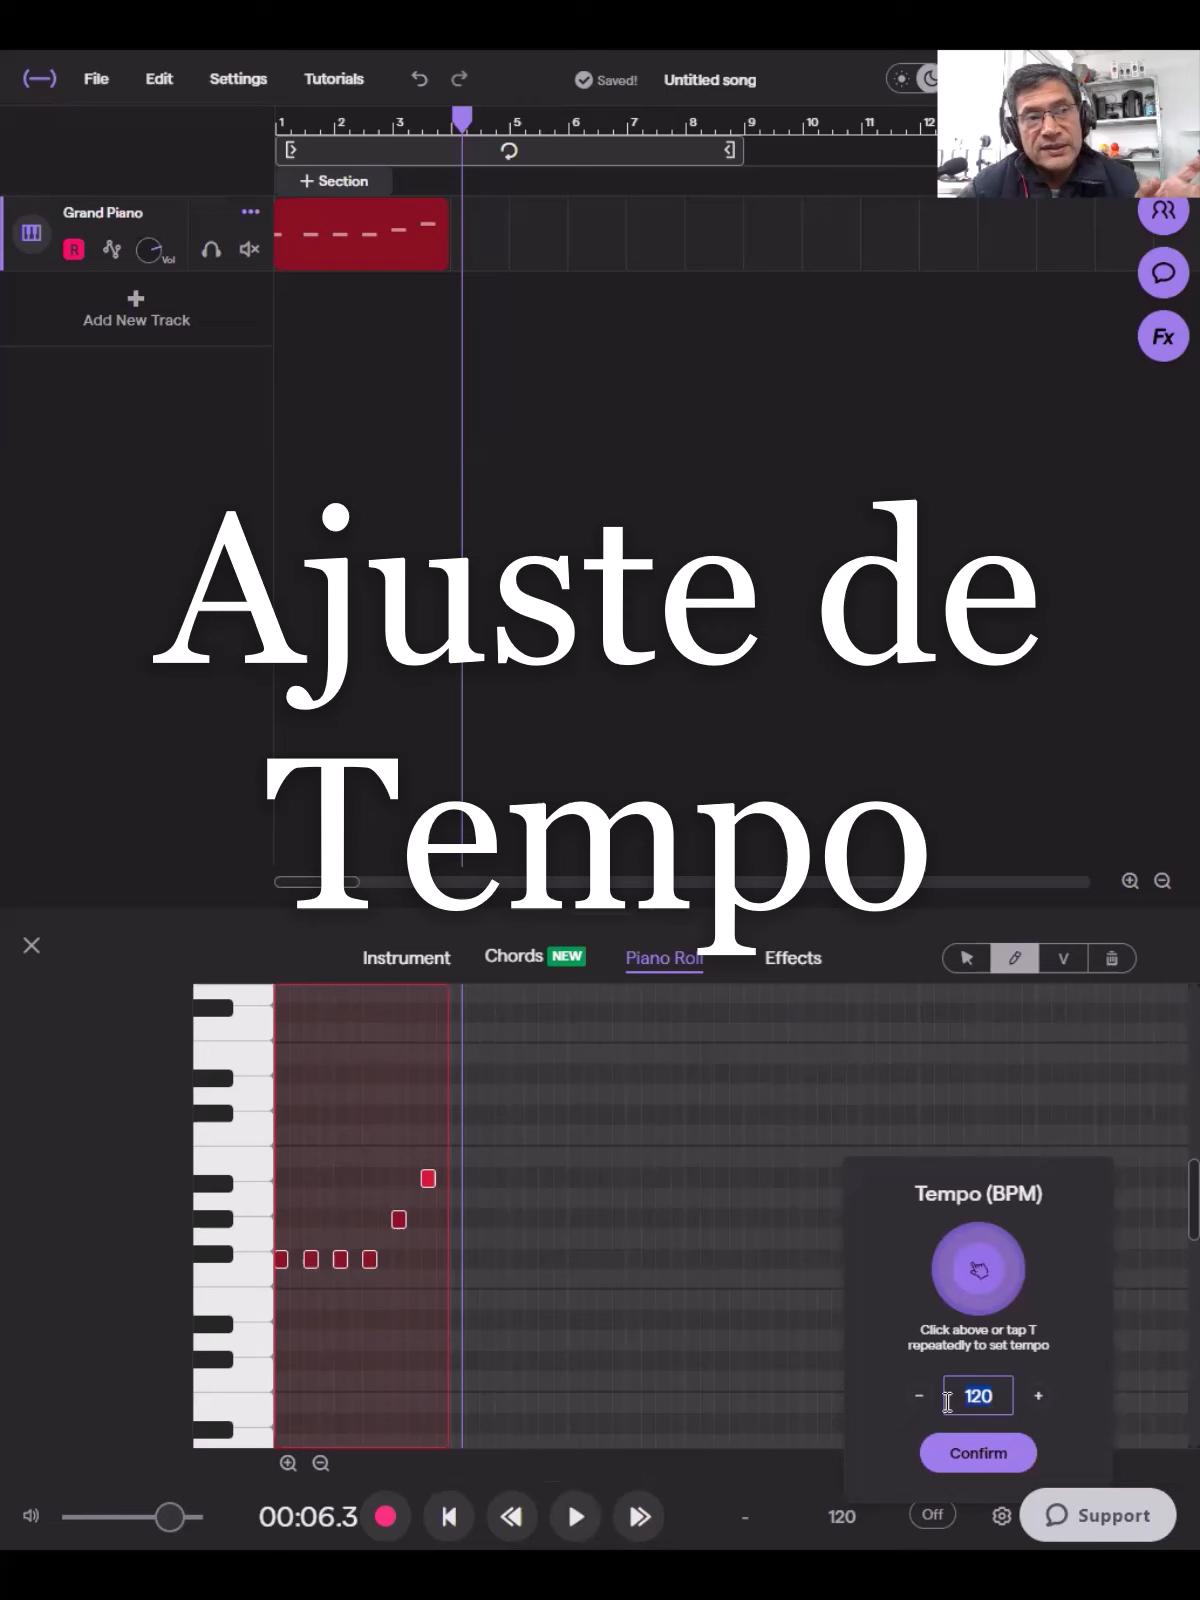 File Edit Settings Tutorials Saved! Untitled song
1 2 3 5 6 7 8 9 10 11 12
+ Section
Grand Piano
R Vol
Add New Track
Fx
Ajuste de
Tempo
Instrument Chords NEW Piano Roll Effects
V
Tempo (BPM)
Click above or tap T
repeatedly to set tempo
- 120 +
Confirm
00:06.3 - 120 Off Support